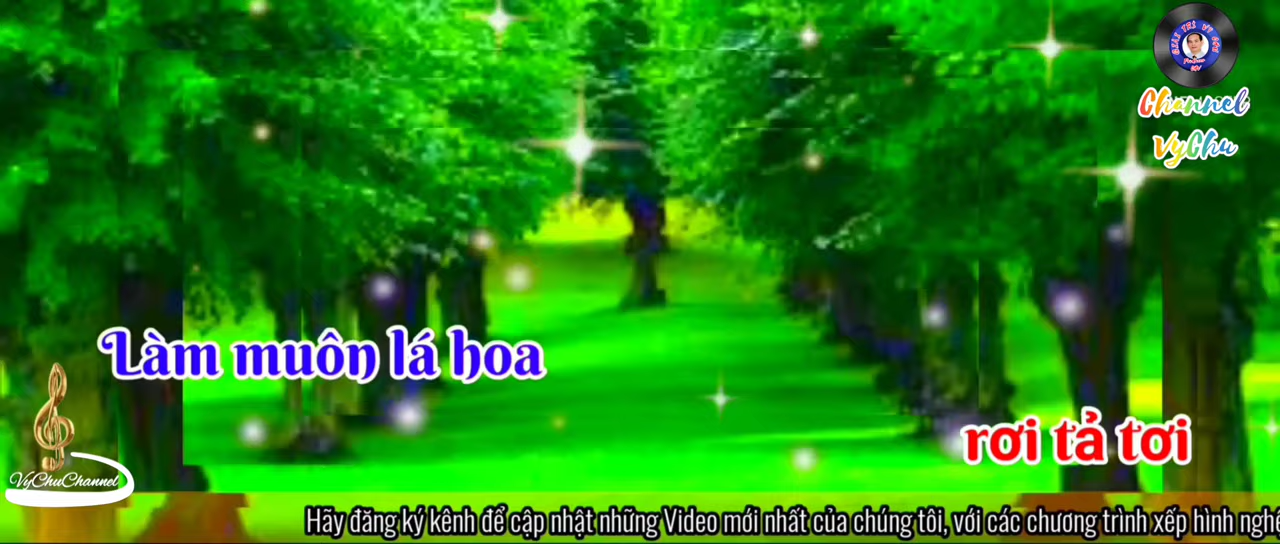 Channel
VyChu
Làm muôn lá hoa
rơi tả tơi
VyChuChannel
Hãy đăng ký kênh để cập nhật những Video mới nhất của chúng tôi, với các chương trình xếp hình